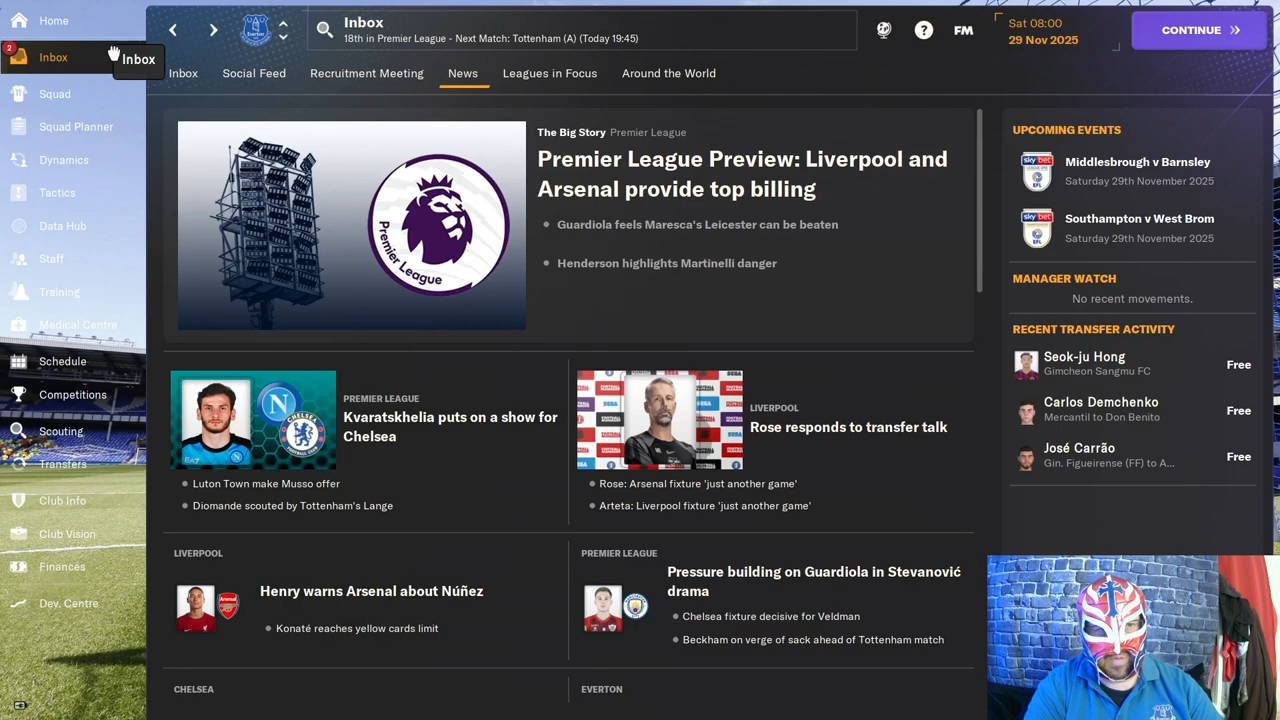 Home
2
Inbox
Inbox
Squad
Squad Planner
Dynamics
Tactics
Data Hub
Staff
Training
Medical Centre
Schedule
Competitions
Scouting
Transfers
Club Info
Club Vision
Finances
Dev. Centre
Everton
Inbox
18th in Premier League - Next Match: Tottenham (A) (Today 19:45)
?
FM
Sat 08:00
29 Nov 2025
CONTINUE
Inbox
Social Feed
Recruitment Meeting
News
Leagues in Focus
Around the World
Premier League
The Big Story Premier League
Premier League Preview: Liverpool and
Arsenal provide top billing
Guardiola feels Maresca's Leicester can be beaten
Henderson highlights Martinelli danger
PREMIER LEAGUE
Kvaratskhelia puts on a show for
Chelsea
Luton Town make Musso offer
Diomande scouted by Tottenham's Lange
LIVERPOOL
Rose responds to transfer talk
Rose: Arsenal fixture 'just another game'
Arteta: Liverpool fixture 'just another game'
LIVERPOOL
Henry warns Arsenal about Núñez
Konaté reaches yellow cards limit
PREMIER LEAGUE
Pressure building on Guardiola in Stevanović
drama
Chelsea fixture decisive for Veldman
Beckham on verge of sack ahead of Tottenham match
CHELSEA
EVERTON
UPCOMING EVENTS
sky bet
EFL
Middlesbrough v Barnsley
Saturday 29th November 2025
sky bet
EFL
Southampton v West Brom
Saturday 29th November 2025
MANAGER WATCH
No recent movements.
RECENT TRANSFER ACTIVITY
Seok-ju Hong
Gimcheon Sangmu FC
Free
Carlos Demchenko
Mercantil to Don Benito
Free
José Carrão
Gin. Figueirense (FF) to A...
Free